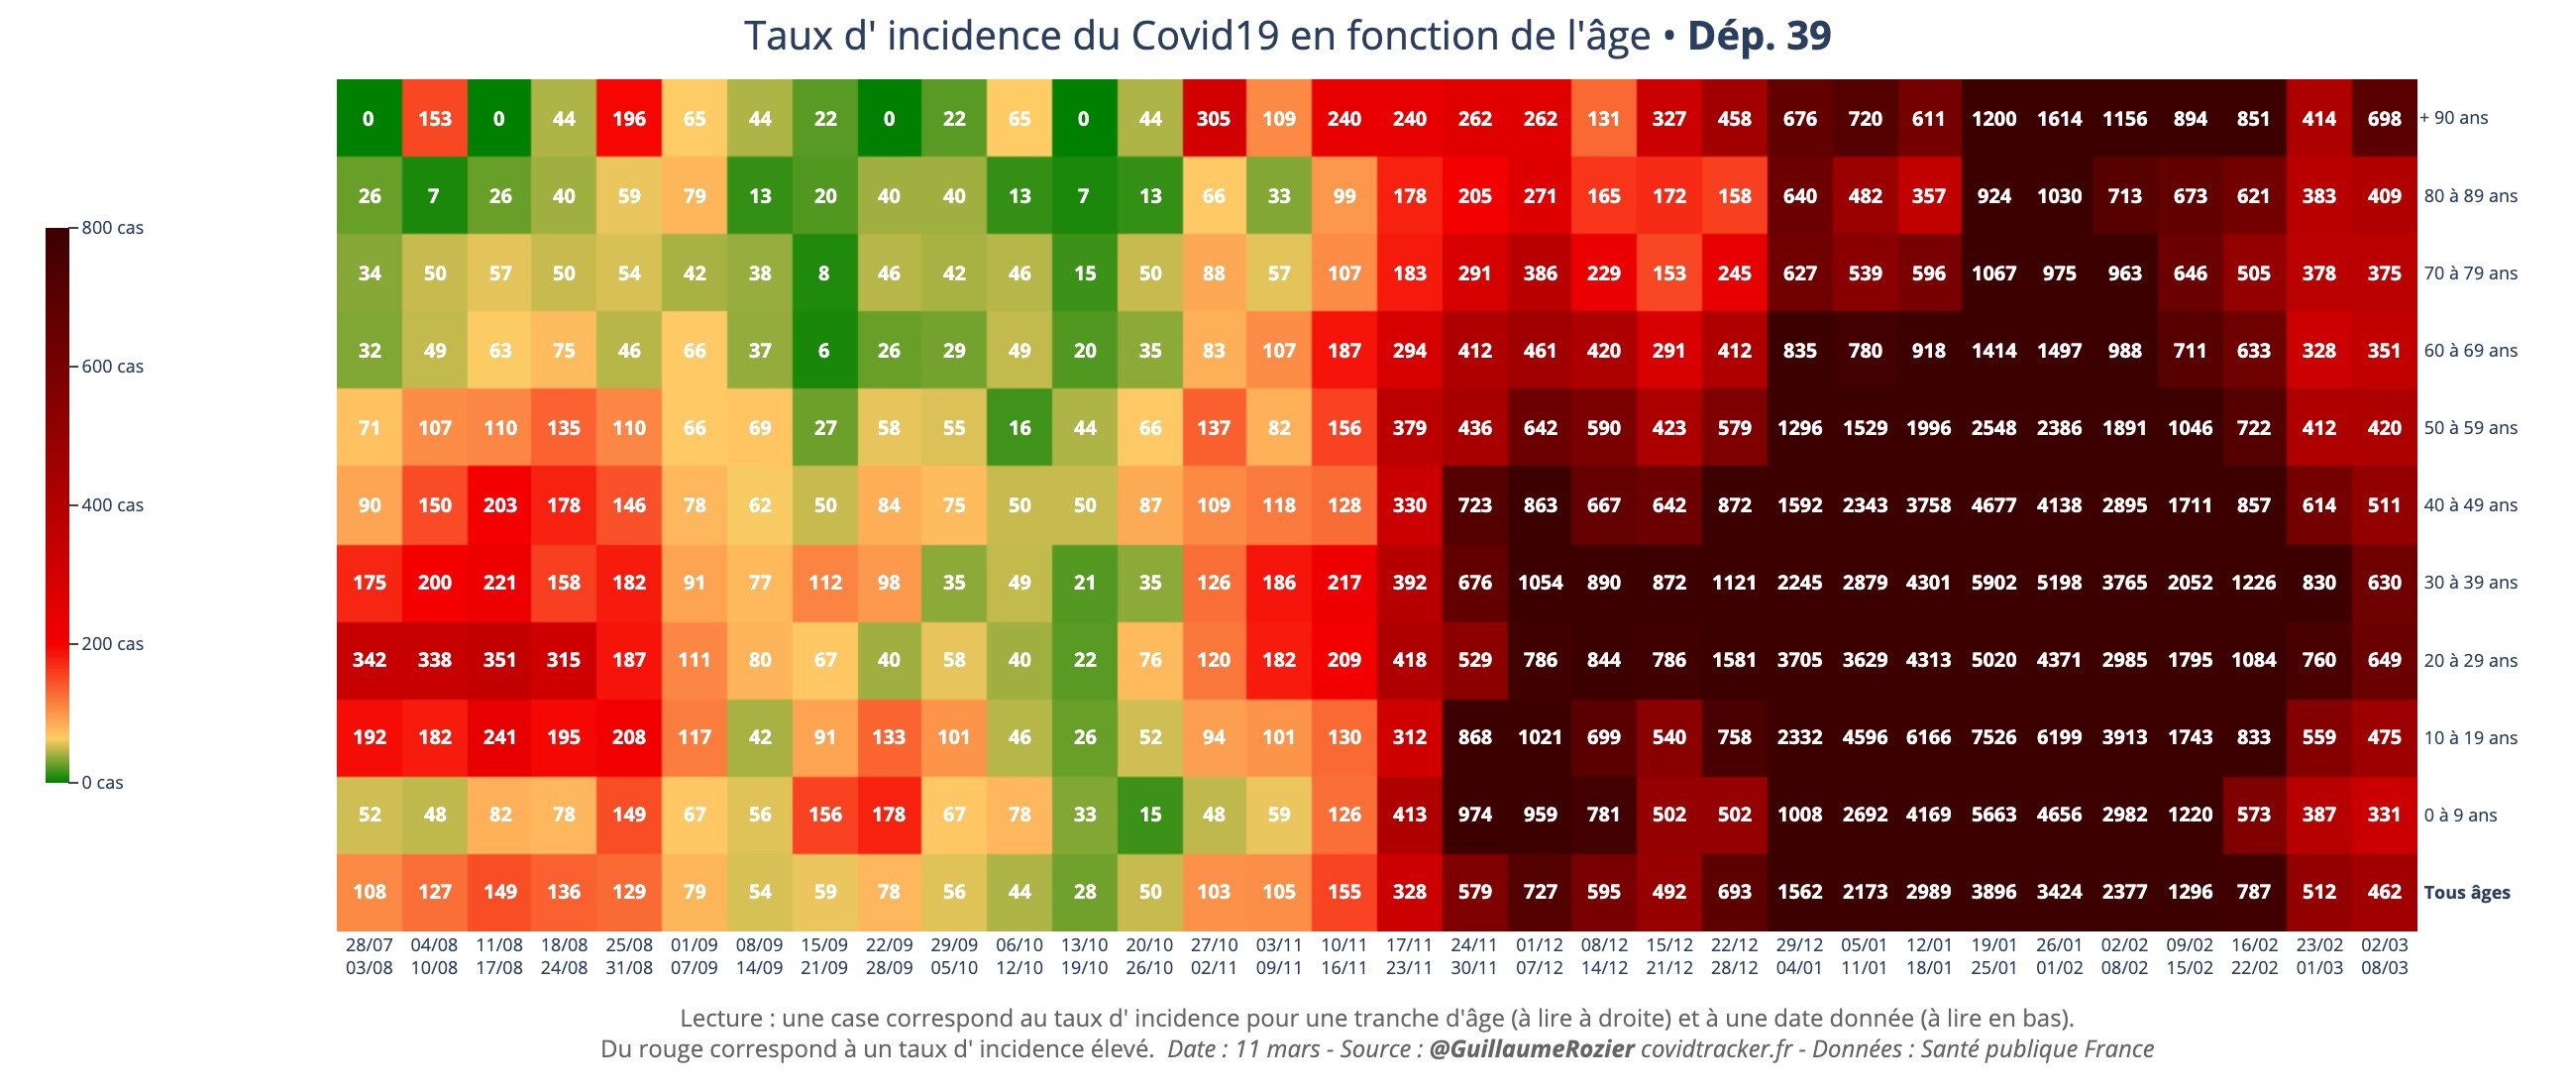 Taux d' incidence du Covid19 en fonction de l'âge • Dép. 39
0 153 0 44 196 65 44 22 0 22 65 0 44 305 109 240 240 262 262 131 327 458 676 720 611 1200 1614 1156 894 851 414 698 + 90 ans
26 7 26 40 59 79 13 20 40 40 13 7 13 66 33 99 178 205 271 165 172 158 640 482 357 924 1030 713 673 621 383 409 80 à 89 ans
800 cas
34 50 57 50 54 42 38 8 46 42 46 15 50 88 57 107 183 291 386 229 153 245 627 539 596 1067 975 963 646 505 378 375 70 à 79 ans
32 49 63 75 46 66 37 6 26 29 49 20 35 83 107 187 294 412 461 420 291 412 835 780 918 1414 1497 988 711 633 328 351 60 à 69 ans
600 cas
71 107 110 135 110 66 69 27 58 55 16 44 66 137 82 156 379 436 642 590 423 579 1296 1529 1996 2548 2386 1891 1046 722 412 420 50 à 59 ans
400 cas
90 150 203 178 146 78 62 50 84 75 50 50 87 109 118 128 330 723 863 667 642 872 1592 2343 3758 4677 4138 2895 1711 857 614 511 40 à 49 ans
175 200 221 158 182 91 77 112 98 35 49 21 35 126 186 217 392 676 1054 890 872 1121 2245 2879 4301 5902 5198 3765 2052 1226 830 630 30 à 39 ans
200 cas
342 338 351 315 187 111 80 67 40 58 40 22 76 120 182 209 418 529 786 844 786 1581 3705 3629 4313 5020 4371 2985 1795 1084 760 649 20 à 29 ans
192 182 241 195 208 117 42 91 133 101 46 26 52 94 101 130 312 868 1021 699 540 758 2332 4596 6166 7526 6199 3913 1743 833 559 475 10 à 19 ans
0 cas
52 48 82 78 149 67 56 156 178 67 78 33 15 48 59 126 413 974 959 781 502 502 1008 2692 4169 5663 4656 2982 1220 573 387 331 0 à 9 ans
108 127 149 136 129 79 54 59 78 56 44 28 50 103 105 155 328 579 727 595 492 693 1562 2173 2989 3896 3424 2377 1296 787 512 462 Tous âges
28/07 04/08 11/08 18/08 25/08 01/09 08/09 15/09 22/09 29/09 06/10 13/10 20/10 27/10 03/11 10/11 17/11 24/11 01/12 08/12 15/12 22/12 29/12 05/01 12/01 19/01 26/01 02/02 09/02 16/02 23/02 02/03
03/08 10/08 17/08 24/08 31/08 07/09 14/09 21/09 28/09 05/10 12/10 19/10 26/10 02/11 09/11 16/11 23/11 30/11 07/12 14/12 21/12 28/12 04/01 11/01 18/01 25/01 01/02 08/02 15/02 22/02 01/03 08/03
Lecture : une case correspond au taux d' incidence pour une tranche d'âge (à lire à droite) et à une date donnée (à lire en bas).
Du rouge correspond à un taux d' incidence élevé. Date : 11 mars - Source : @GuillaumeRozier covidtracker.fr - Données : Santé publique France